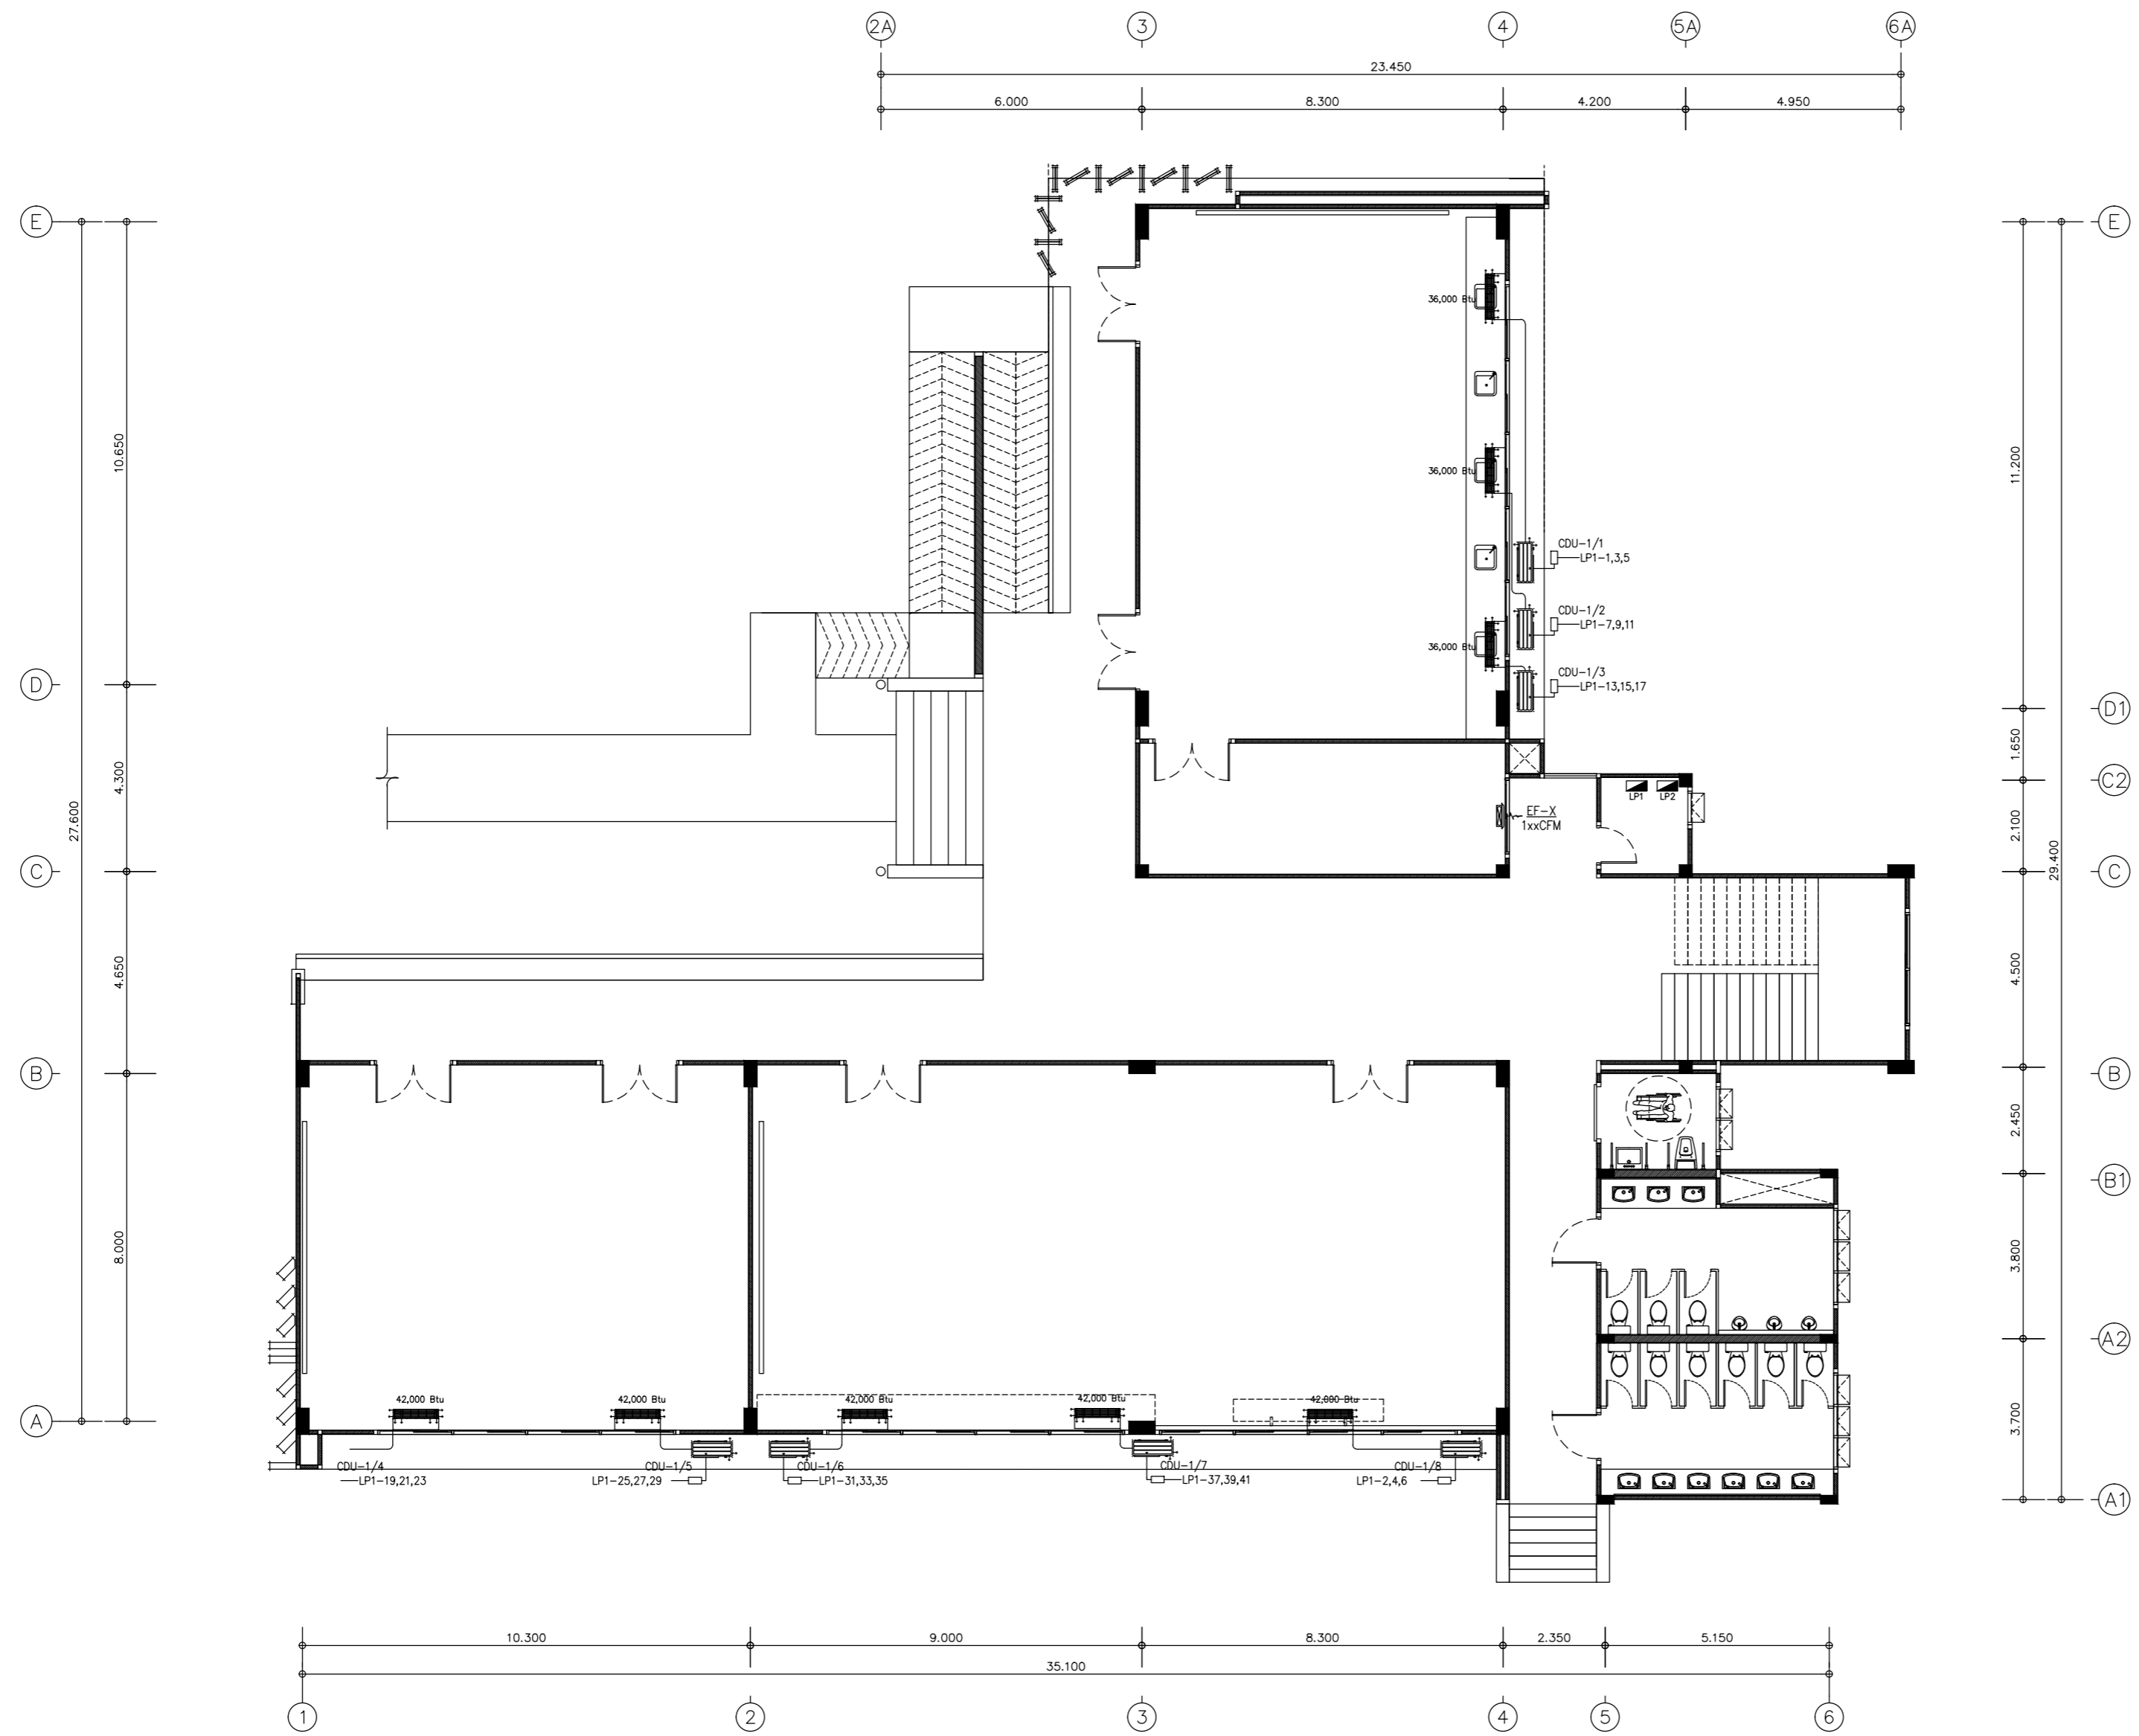 2A 3 4 5A 6A
23.450
6.000 8.300 4.200 4.950
E E
36,000 Btu
10.650
36,000 Btu
11.200
CDU-1/1
LP1-1,3,5
CDU-1/2
LP1-7,9,11
36,000 Btu
CDU-1/3
LP1-13,15,17
D
D1
1.650
4.300
C2
LP1 LP2
EF-X
1xxCFM
27.600
2.100
29.400
C C
4.650
4.500
B B
2.450
B1
8.000
3.800
A2
42,000 Btu 42,000 Btu 42,000 Btu 42,000 Btu 42,000 Btu
A
3.700
CDU-1/4 CDU-1/5 CDU-1/6 CDU-1/7 CDU-1/8
LP1-19,21,23 LP1-25,27,29 LP1-31,33,35 LP1-37,39,41 LP1-2,4,6
A1
10.300 9.000 8.300 2.350 5.150
35.100
1 2 3 4 5 6